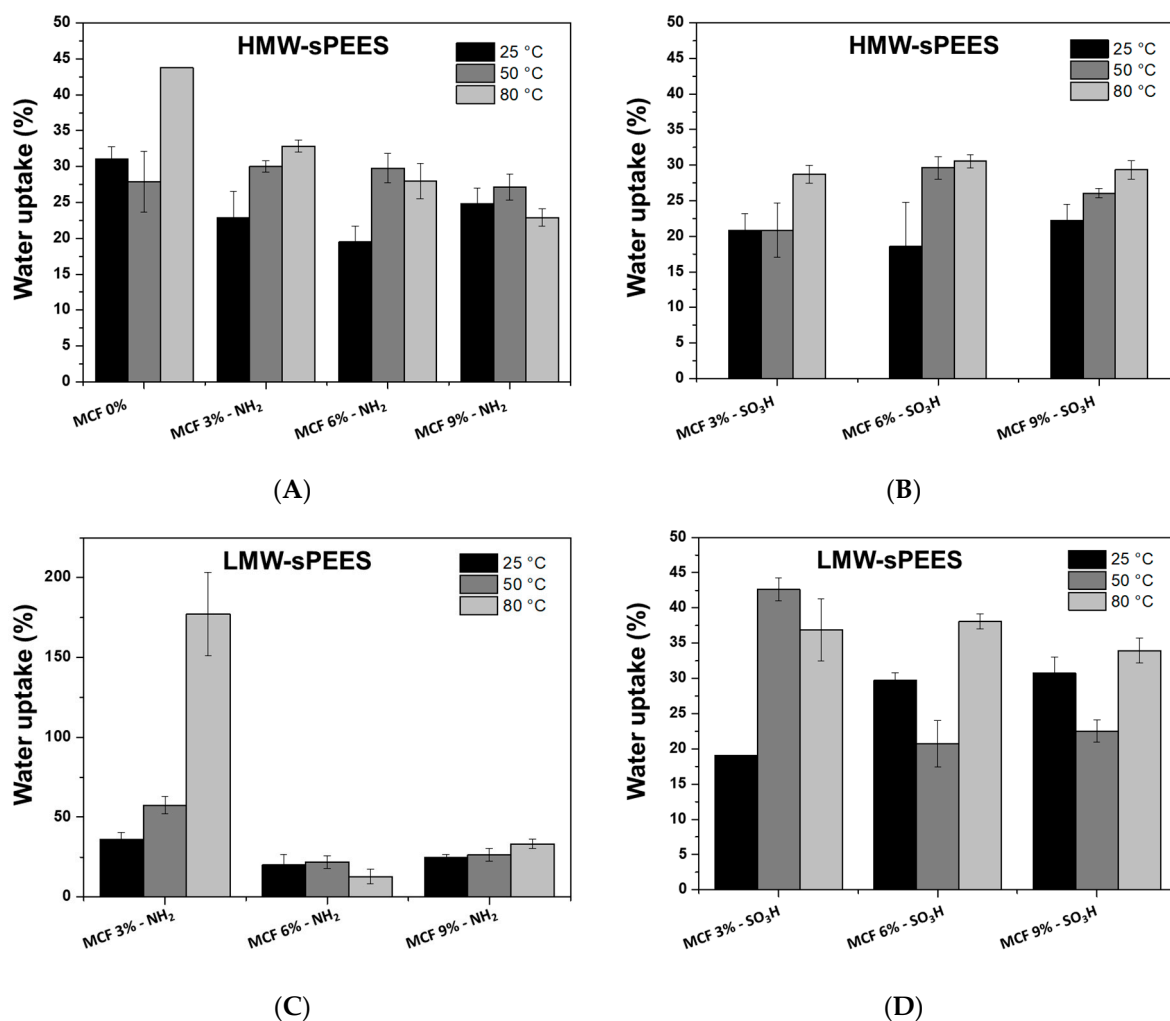 HMW-sPEES
25 °C
50 °C
80 °C
Water uptake (%)
50
45
40
35
30
25
20
15
10
5
0
MCF 0%
MCF 3% - NH₂
MCF 6% - NH₂
MCF 9% - NH₂
(A)
HMW-sPEES
25 °C
50 °C
80 °C
Water uptake (%)
50
45
40
35
30
25
20
15
10
5
0
MCF 3% - SO₃H
MCF 6% - SO₃H
MCF 9% - SO₃H
(B)
LMW-sPEES
25 °C
50 °C
80 °C
Water uptake (%)
200
150
100
50
0
MCF 3% - NH₂
MCF 6% - NH₂
MCF 9% - NH₂
(C)
LMW-sPEES
25 °C
50 °C
80 °C
Water uptake (%)
50
45
40
35
30
25
20
15
10
5
0
MCF 3% - SO₃H
MCF 6% - SO₃H
MCF 9% - SO₃H
(D)